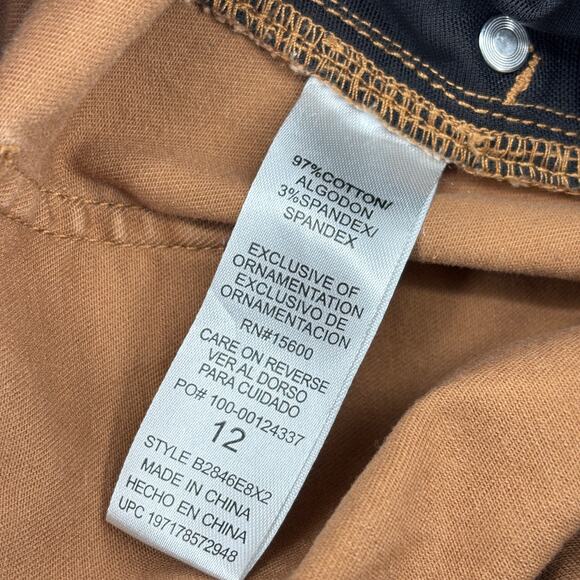 97%COTTON/
ALGODON
3%SPANDEX/
SPANDEX
EXCLUSIVE OF
ORNAMENTATION
EXCLUSIVO DE
ORNAMENTACION
RN#15600
CARE ON REVERSE
VER AL DORSO
PARA CUIDADO
PO# 100-00124337
12
STYLE B2846E8X2
MADE IN CHINA
HECHO EN CHINA
UPC 197178572948